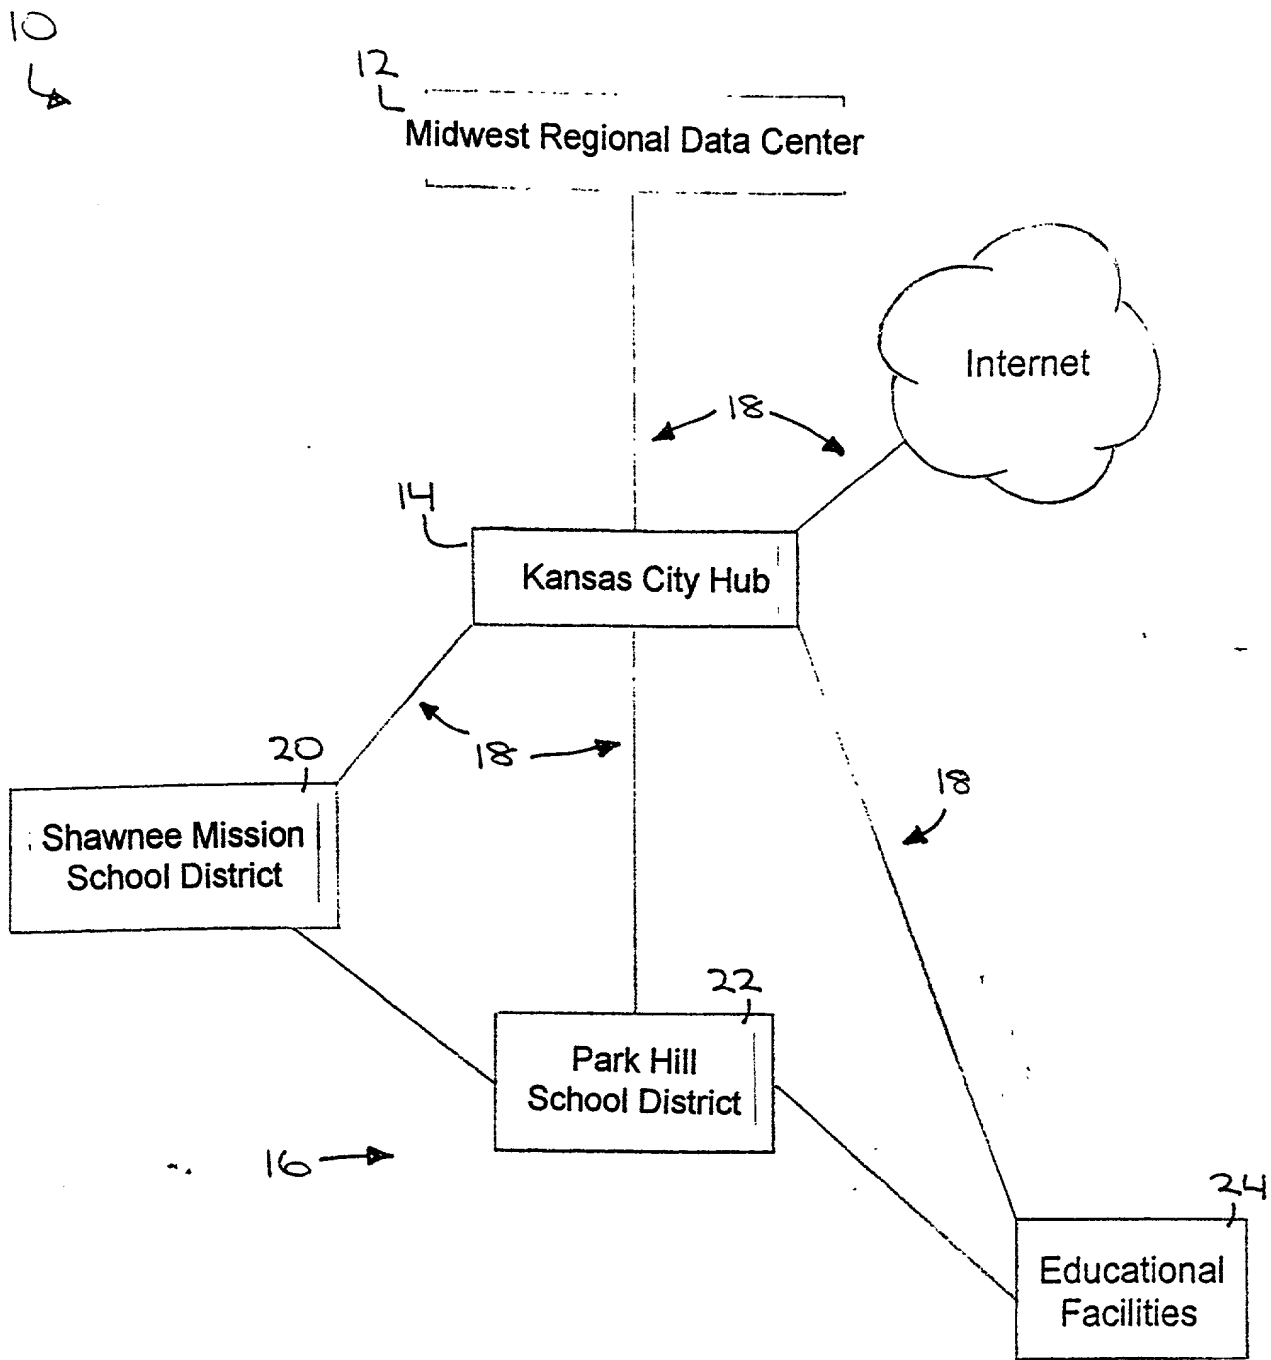 10
12
Midwest Regional Data Center
Internet
18
14
Kansas City Hub
18
20
18
Shawnee Mission
School District
22
Park Hill
School District
16
24
Educational
Facilities